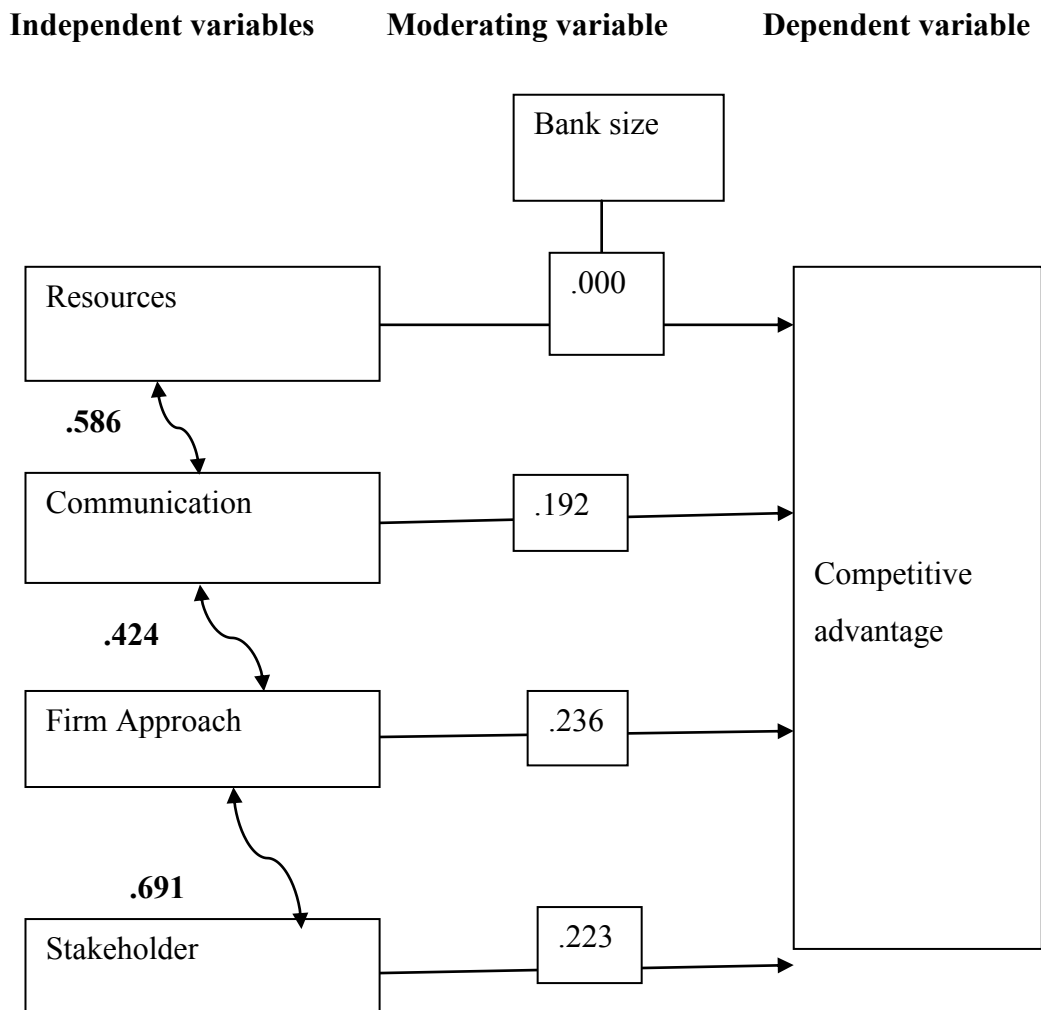 Independent variables Moderating variable Dependent variable
Bank size
Resources
.000
.586
Communication
.192
Competitive
advantage
.424
Firm Approach
.236
.691
Stakeholder
.223